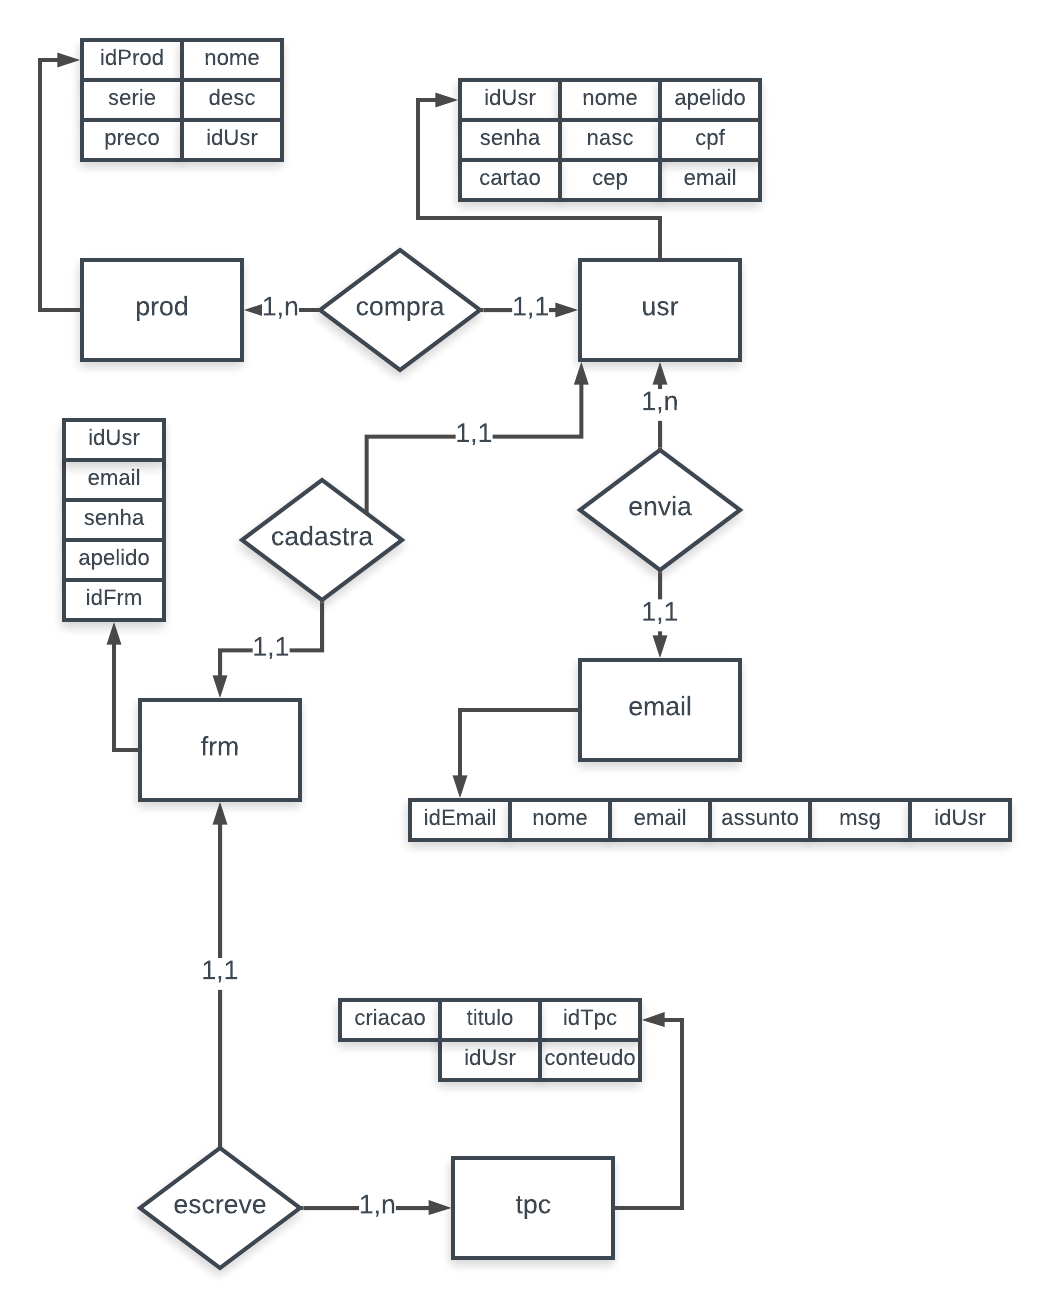 idProd nome
serie desc
preco idUsr
idUsr nome apelido
senha nasc cpf
cartao cep email
prod 1,n compra 1,1 usr
1,n
1,1
idUsr
email
senha
apelido
idFrm
cadastra
envia
1,1
1,1
frm
email
idEmail nome email assunto msg idUsr
1,1
criacao titulo idTpc
idUsr conteudo
escreve 1,n tpc